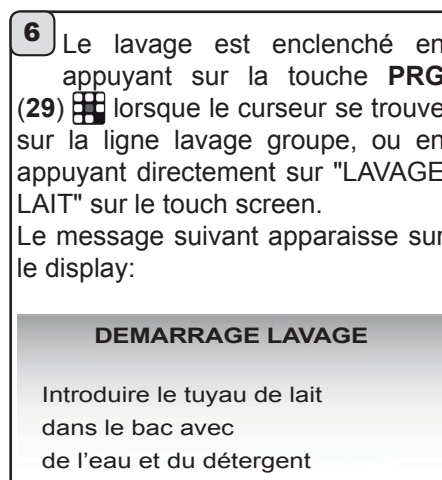 6
Le lavage est enclenché en
appuyant sur la touche PRG
(29) lorsque le curseur se trouve
sur la ligne lavage groupe, ou en
appuyant directement sur "LAVAGE
LAIT" sur le touch screen.
Le message suivant apparaisse sur
le display:
DEMARRAGE LAVAGE
Introduire le tuyau de lait
dans le bac avec
de l'eau et du détergent